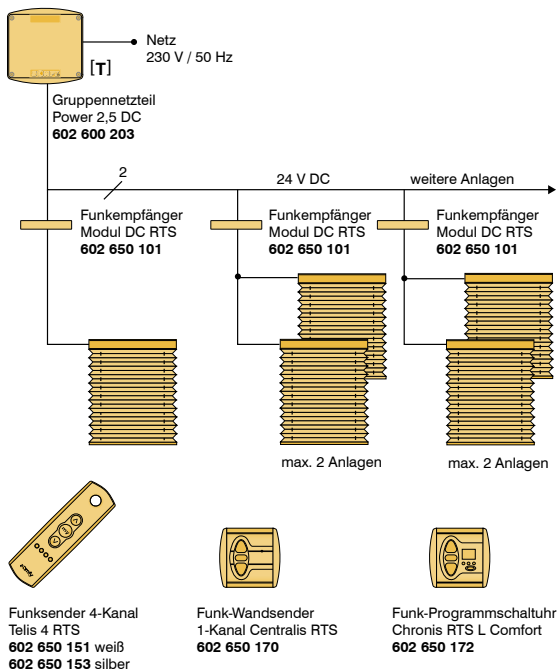 Netz
230 V / 50 Hz
[T]
Gruppennetzteil
Power 2,5 DC
602 600 203
2
24 V DC
weitere Anlagen
Funkempfänger
Modul DC RTS
602 650 101
Funkempfänger
Modul DC RTS
602 650 101
Funkempfänger
Modul DC RTS
602 650 101
max. 2 Anlagen
max. 2 Anlagen
somfy
Funksender 4-Kanal
Telis 4 RTS
602 650 151 weiß
602 650 153 silber
Funk-Wandsender
1-Kanal Centralis RTS
602 650 170
Funk-Programmschaltuhr
Chronis RTS L Comfort
602 650 172